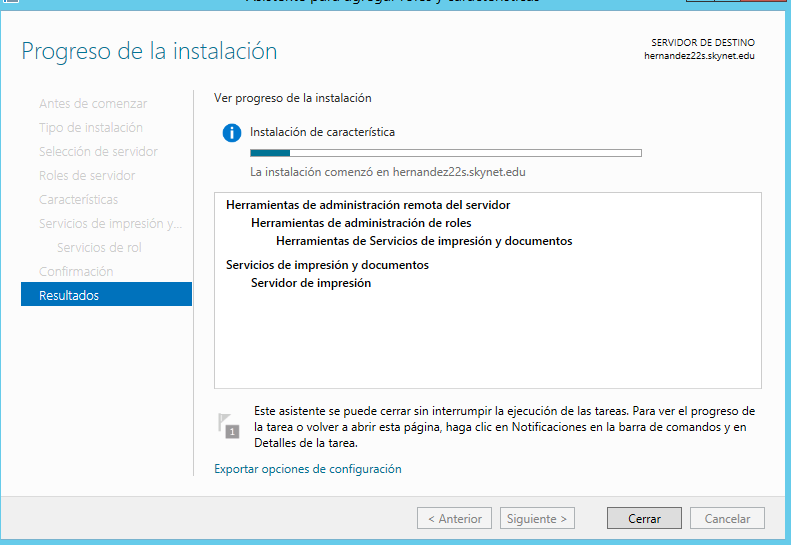 Asistente para agregar roles y características
Progreso de la instalación
SERVIDOR DE DESTINO
hernandez22s.skynet.edu
Antes de comenzar
Tipo de instalación
Selección de servidor
Roles de servidor
Características
Servicios de impresión y...
Servicios de rol
Confirmación
Resultados
Ver progreso de la instalación
Instalación de característica
La instalación comenzó en hernandez22s.skynet.edu
Herramientas de administración remota del servidor
Herramientas de administración de roles
Herramientas de Servicios de impresión y documentos
Servicios de impresión y documentos
Servidor de impresión
1
Este asistente se puede cerrar sin interrumpir la ejecución de las tareas. Para ver el progreso de
la tarea o volver a abrir esta página, haga clic en Notificaciones en la barra de comandos y en
Detalles de la tarea.
Exportar opciones de configuración
< Anterior
Siguiente >
Cerrar
Cancelar